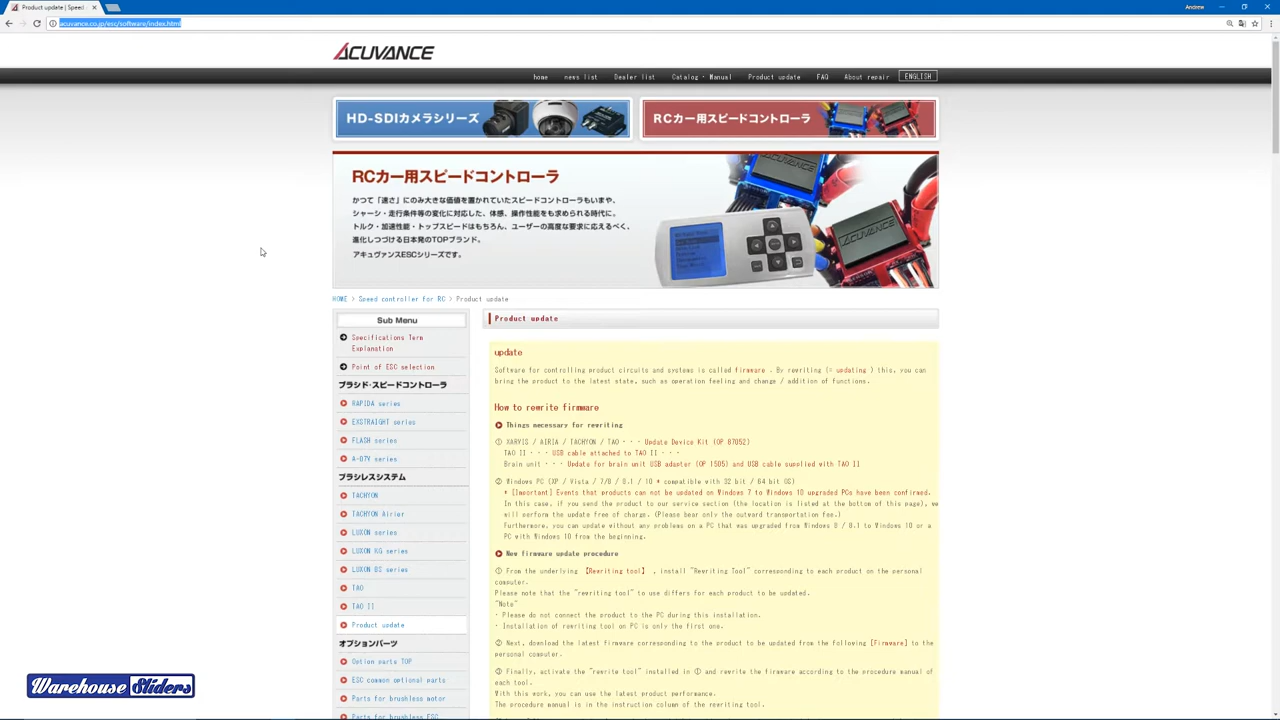 Product update | Speed c
Andrew
acuvance.co.jp/esc/software/index.html
ACUVANCE
home news list Dealer list Catalog · Manual Product update FAQ About repair ENGLISH
HD-SDIカメラシリーズ
RCカー用スピードコントローラ
RCカー用スピードコントローラ
かつて「速さ」にのみ大きな価値を置かれていたスピードコントローラもいまや、
シャーシ・走行条件等の変化に対応した、体感、操作性能をも求められる時代に。
トルク・加速性能・トップスピードはもちろん、ユーザーの高度な要求に応えるべく、
進化しつづける日本発のTOPブランド。
アキュヴァンスESCシリーズです。
ACUVANCE
HOME > Speed controller for RC > Product update
Sub Menu
Specifications Term
Explanation
Point of ESC selection
ブラシド・スピードコントローラ
RAPIDA series
EXSTRAIGHT series
FLASH series
A-07V series
ブラシレスシステム
TACHYON
TACHYON Airier
LUXON series
LUXON KG series
LUXON BS series
TAO
TAO II
Product update
オプションパーツ
Option parts TOP
ESC common optional parts
Parts for brushless motor
Parts for brushless ESC
Product update
update
Software for controlling product circuits and systems is called firmware . By rewriting (= updating ) this, you can
bring the product to the latest state, such as operation feeling and change / addition of functions.
How to rewrite firmware
Things necessary for rewriting
① XARVIS / AIRIA / TACHYON / TAO · · · Update Device Kit (OP 87052)
TAO II · · · USB cable attached to TAO II · · ·
Brain unit · · · Update for brain unit USB adapter (OP 1505) and USB cable supplied with TAO II
② Windows PC (XP / Vista / 7/8 / 8.1 / 10 * compatible with 32 bit / 64 bit OS)
* [Important] Events that products can not be updated on Windows 7 to Windows 10 upgraded PCs have been confirmed.
In this case, if you send the product to our service section (the location is listed at the bottom of this page), we
will perform the update free of charge. (Please bear only the outward transportation fee.)
Furthermore, you can update without any problems on a PC that was upgraded from Windows 8 / 8.1 to Windows 10 or a
PC with Windows 10 from the beginning.
New firmware update procedure
① From the underlying 【Rewriting tool】 , install "Rewriting Tool" corresponding to each product on the personal
computer.
Please note that the "rewriting tool" to use differs for each product to be updated.
"Note"
· Please do not connect the product to the PC during this installation.
· Installation of rewriting tool on PC is only the first one.
② Next, download the latest firmware corresponding to the product to be updated from the following [Firmware] to the
personal computer.
③ Finally, activate the "rewrite tool" installed in ① and rewrite the firmware according to the procedure manual of
each tool.
With this work, you can use the latest product performance.
The procedure manual is in the instruction column of the rewriting tool.
Warehouse Sliders